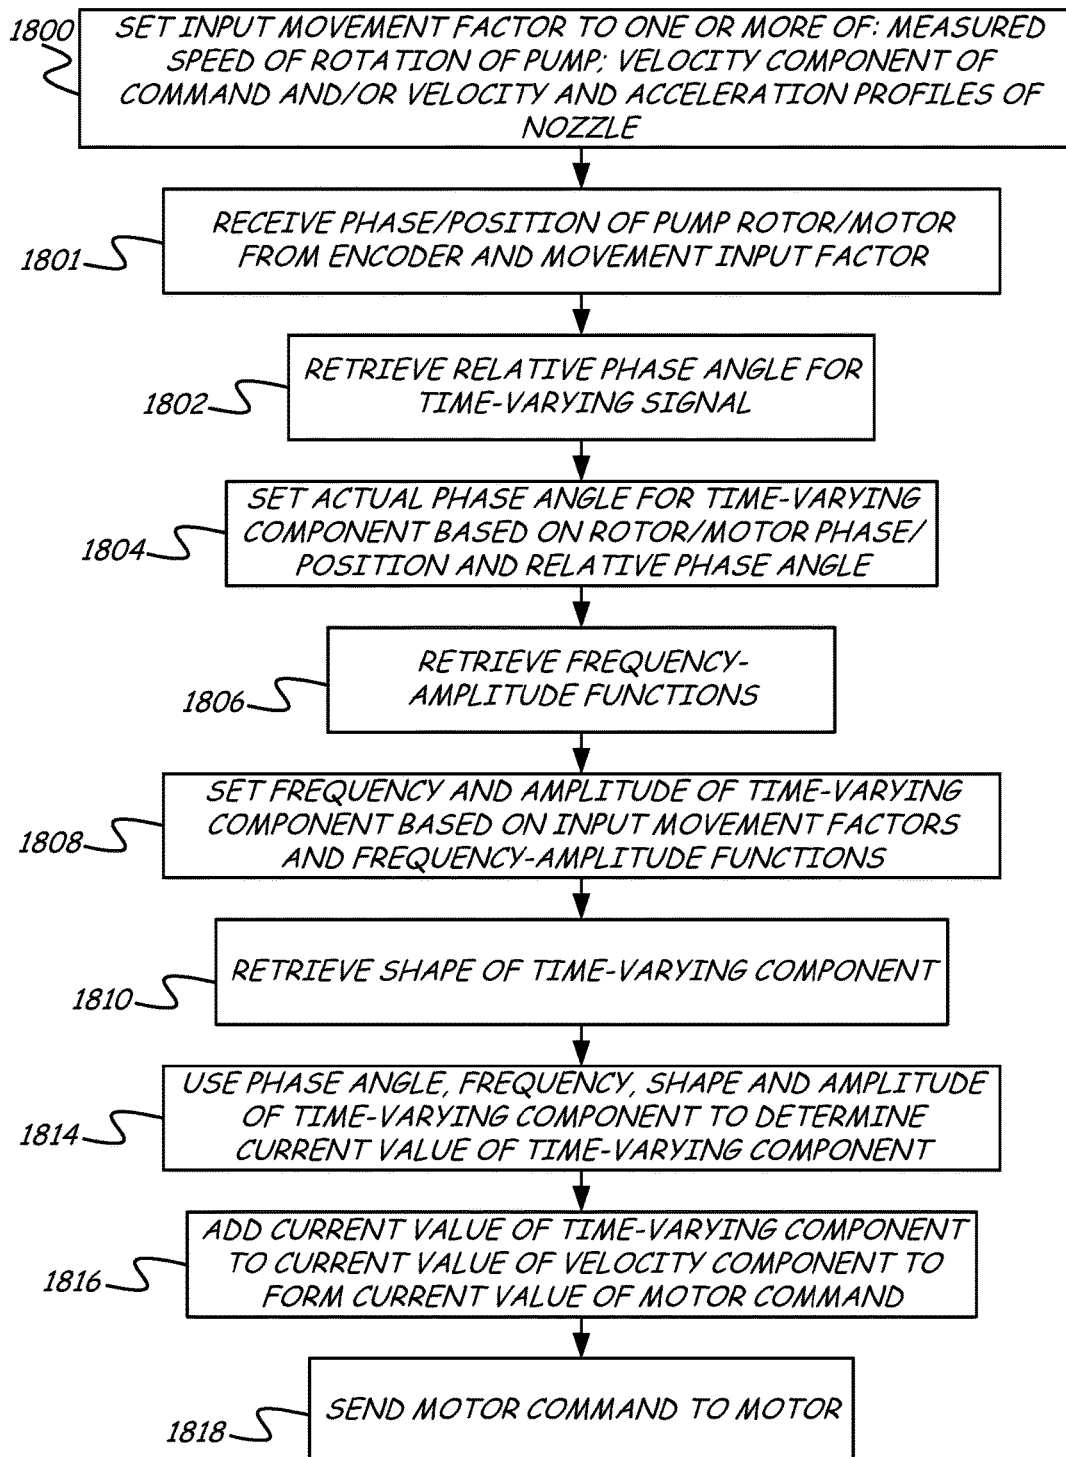 1800
SET INPUT MOVEMENT FACTOR TO ONE OR MORE OF: MEASURED
SPEED OF ROTATION OF PUMP; VELOCITY COMPONENT OF
COMMAND AND/OR VELOCITY AND ACCELERATION PROFILES OF
NOZZLE
1801
RECEIVE PHASE/POSITION OF PUMP ROTOR/MOTOR
FROM ENCODER AND MOVEMENT INPUT FACTOR
1802
RETRIEVE RELATIVE PHASE ANGLE FOR
TIME-VARYING SIGNAL
1804
SET ACTUAL PHASE ANGLE FOR TIME-VARYING
COMPONENT BASED ON ROTOR/MOTOR PHASE/
POSITION AND RELATIVE PHASE ANGLE
1806
RETRIEVE FREQUENCY-
AMPLITUDE FUNCTIONS
1808
SET FREQUENCY AND AMPLITUDE OF TIME-VARYING
COMPONENT BASED ON INPUT MOVEMENT FACTORS
AND FREQUENCY-AMPLITUDE FUNCTIONS
1810
RETRIEVE SHAPE OF TIME-VARYING COMPONENT
1814
USE PHASE ANGLE, FREQUENCY, SHAPE AND AMPLITUDE
OF TIME-VARYING COMPONENT TO DETERMINE
CURRENT VALUE OF TIME-VARYING COMPONENT
1816
ADD CURRENT VALUE OF TIME-VARYING COMPONENT
TO CURRENT VALUE OF VELOCITY COMPONENT TO
FORM CURRENT VALUE OF MOTOR COMMAND
1818
SEND MOTOR COMMAND TO MOTOR